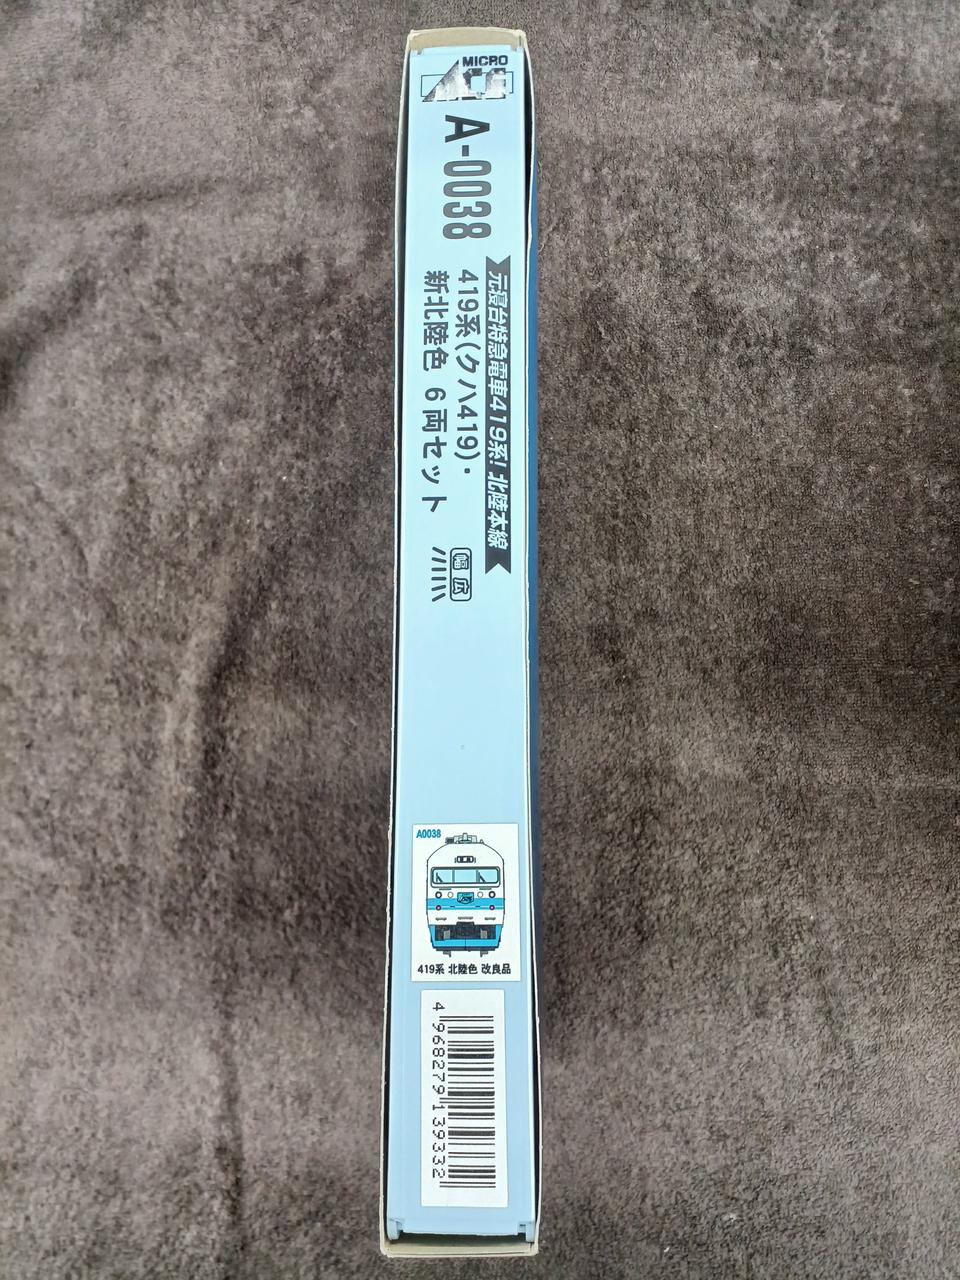 MICRO
ACE
A-0038
元寝台特急電車419系! 北陸本線
419系(クハ419)・
新北陸色 6両セット
幅広
A0038
419系 北陸色 改良品
4968279139332